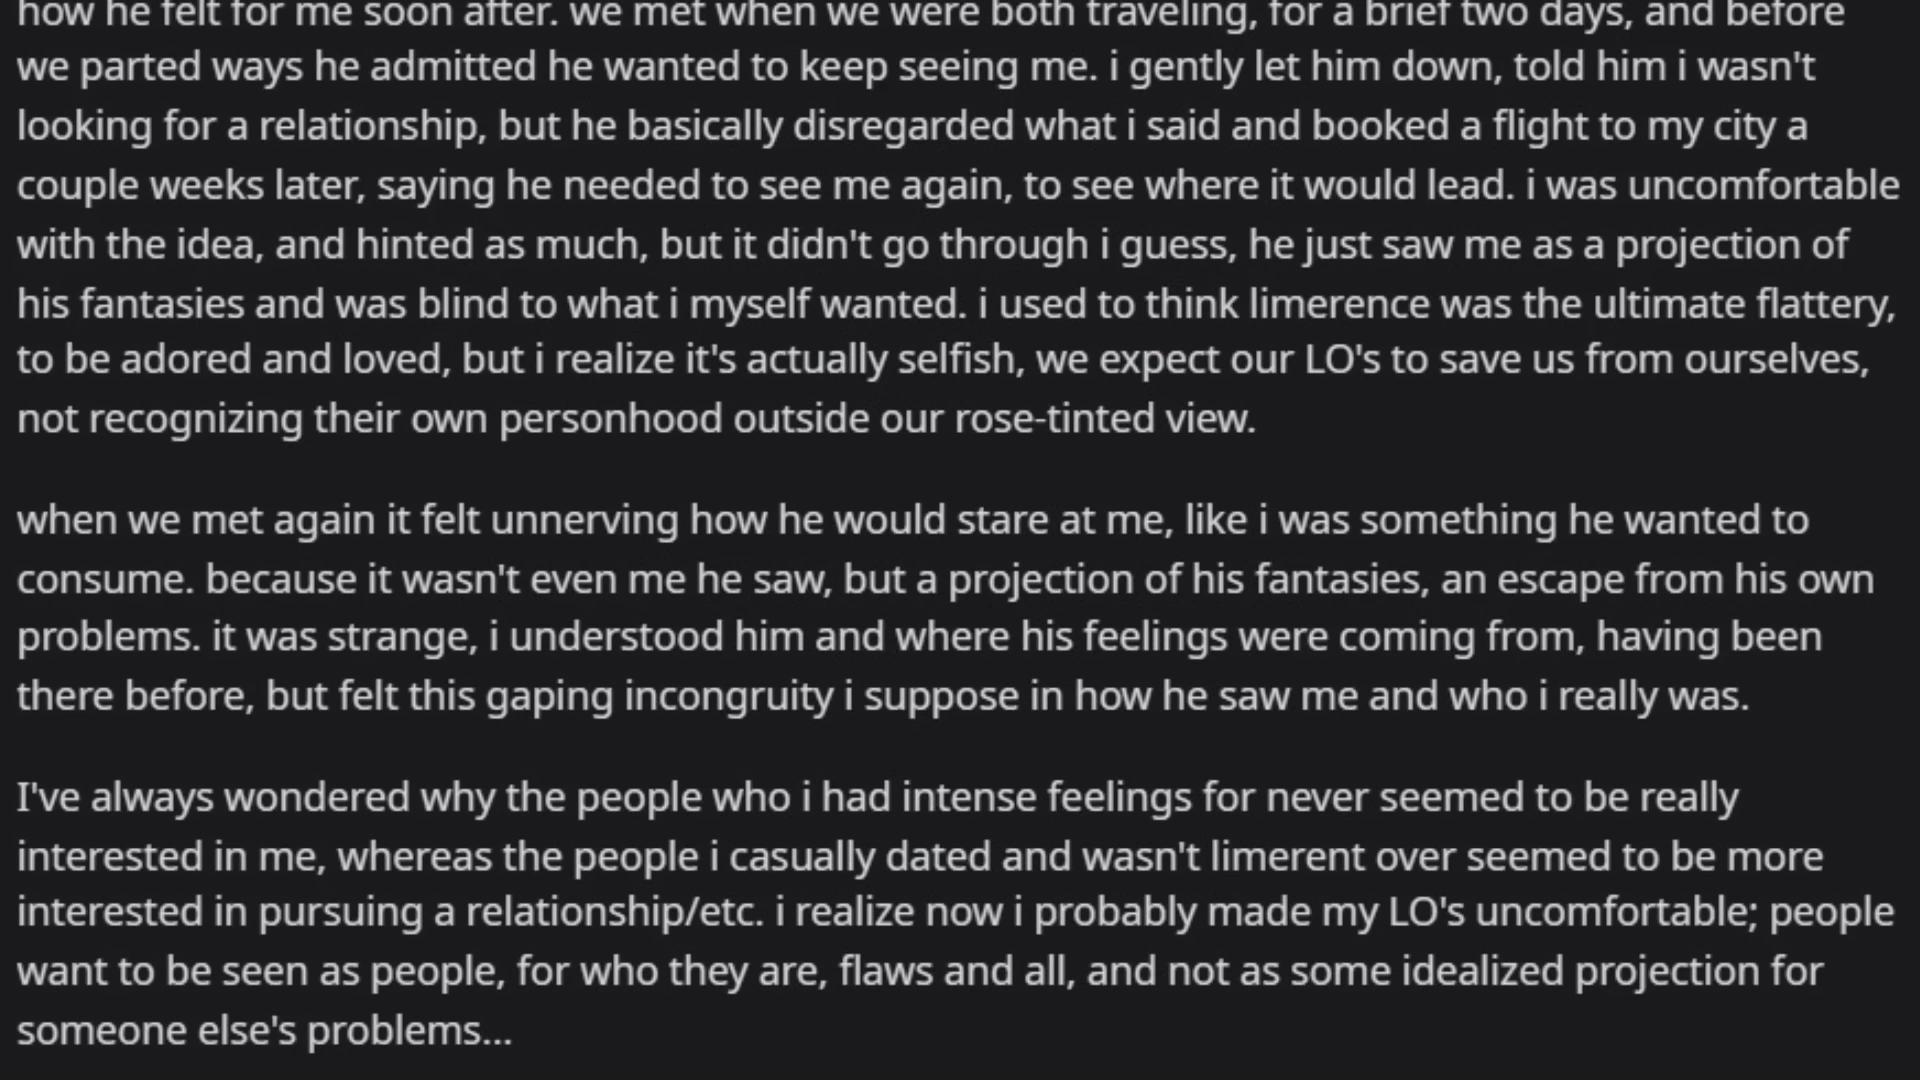 how he felt for me soon after. we met when we were both traveling, for a brief two days, and before
we parted ways he admitted he wanted to keep seeing me. i gently let him down, told him i wasn't
looking for a relationship, but he basically disregarded what i said and booked a flight to my city a
couple weeks later, saying he needed to see me again, to see where it would lead. i was uncomfortable
with the idea, and hinted as much, but it didn't go through i guess, he just saw me as a projection of
his fantasies and was blind to what i myself wanted. i used to think limerence was the ultimate flattery,
to be adored and loved, but i realize it's actually selfish, we expect our LO's to save us from ourselves,
not recognizing their own personhood outside our rose-tinted view.
when we met again it felt unnerving how he would stare at me, like i was something he wanted to
consume. because it wasn't even me he saw, but a projection of his fantasies, an escape from his own
problems. it was strange, i understood him and where his feelings were coming from, having been
there before, but felt this gaping incongruity i suppose in how he saw me and who i really was.
I've always wondered why the people who i had intense feelings for never seemed to be really
interested in me, whereas the people i casually dated and wasn't limerent over seemed to be more
interested in pursuing a relationship/etc. i realize now i probably made my LO's uncomfortable; people
want to be seen as people, for who they are, flaws and all, and not as some idealized projection for
someone else's problems...